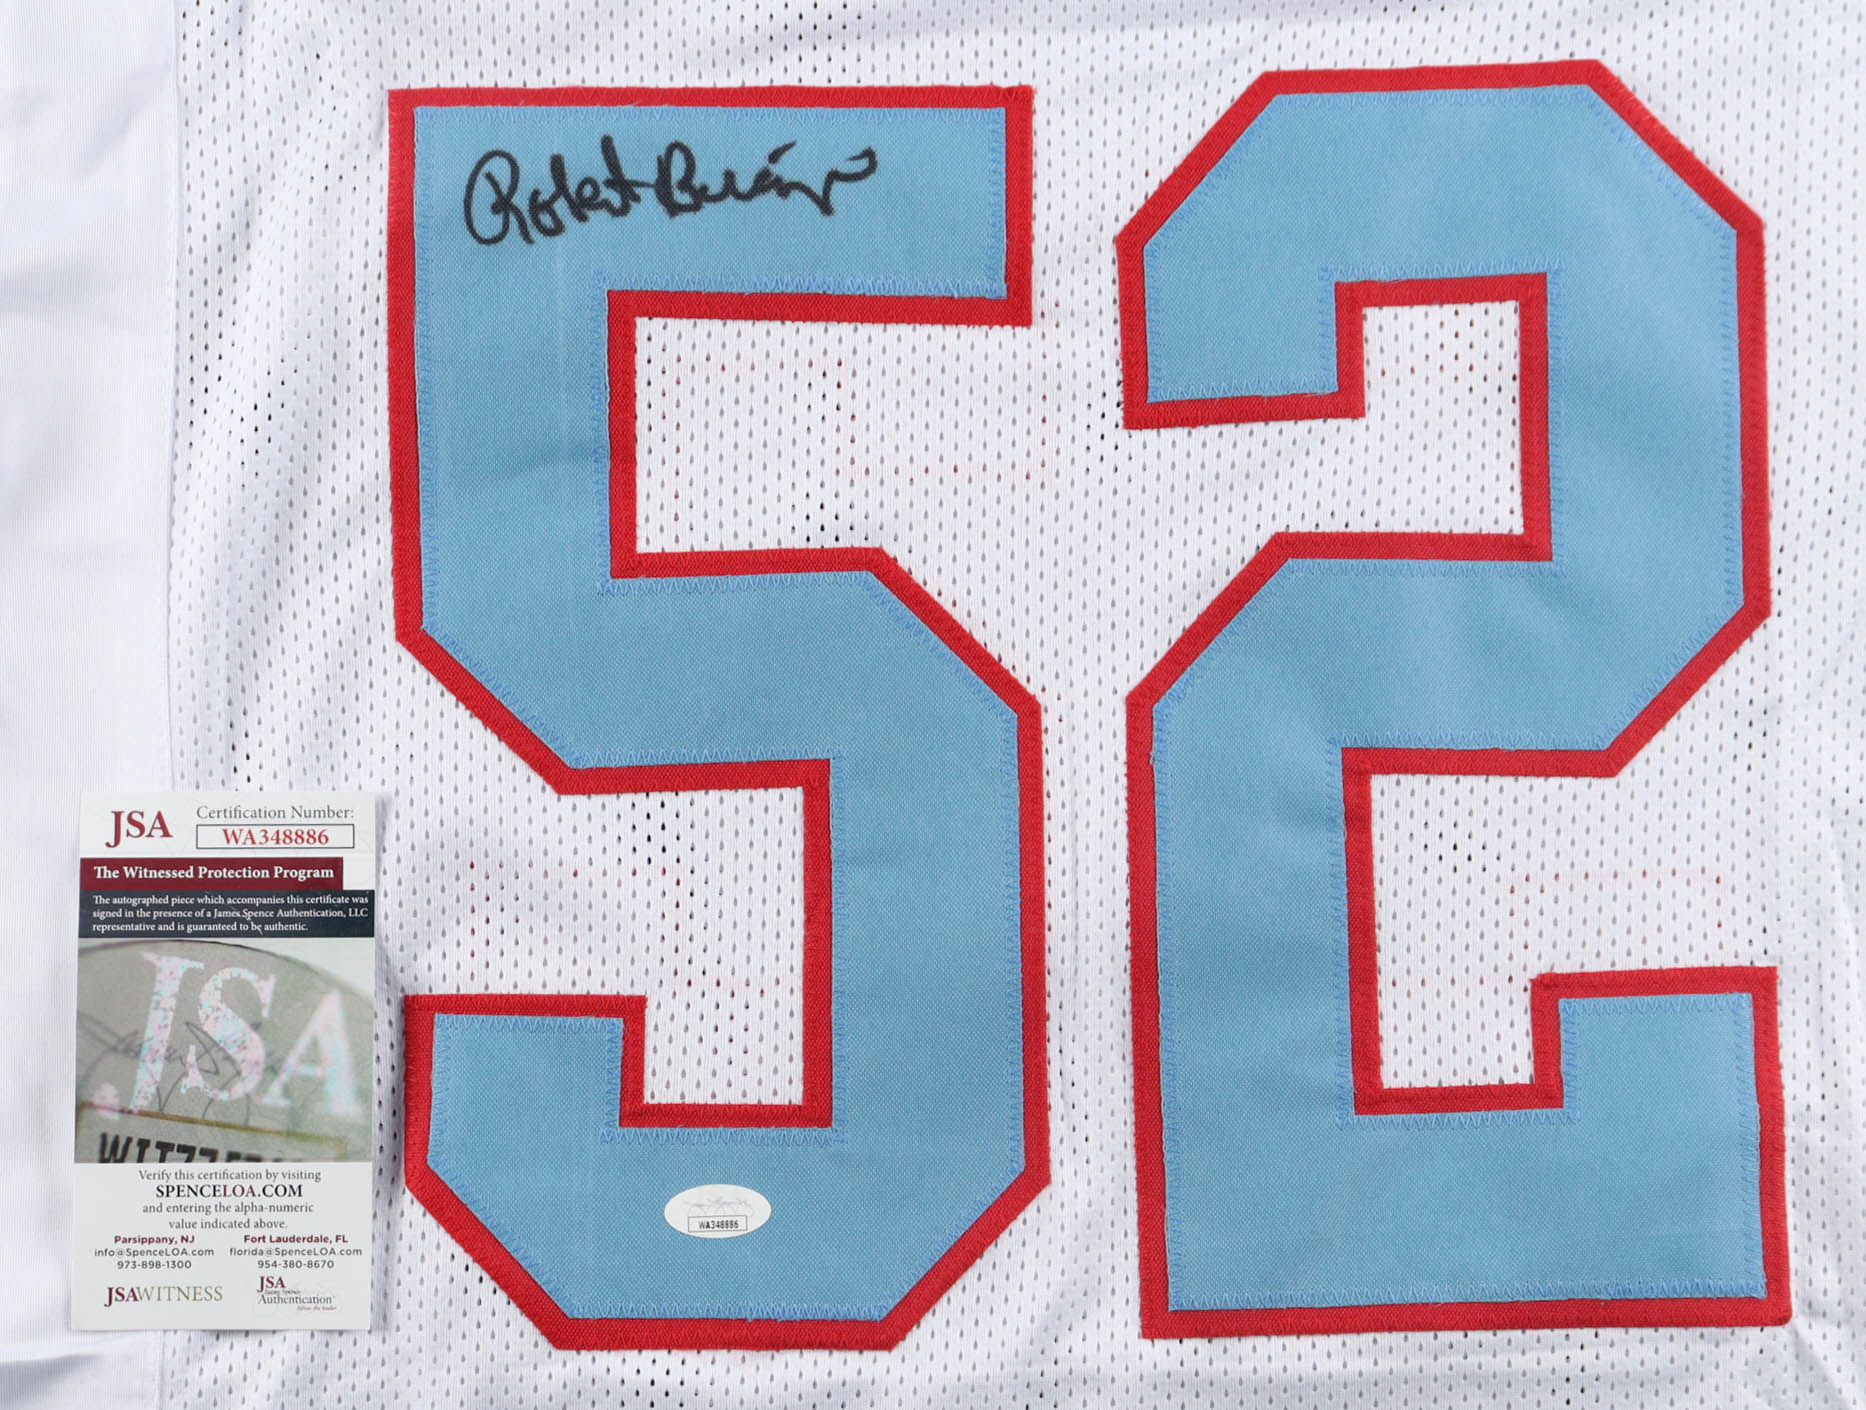 Robert Brazile
52
JSA
Certification Number:
WA348886
The Witnessed Protection Program
The autographed piece which accompanies this certificate was
signed in the presence of a James Spence Authentication, LLC
representative and is guaranteed to be authentic.
JSA
Verify this certification by visiting
SPENCELOA.COM
and entering the alpha-numeric
value indicated above.
Parsippany, NJ
info@SpenceLOA.com
973-898-1300
Fort Lauderdale, FL
florida@SpenceLOA.com
954-380-8670
JSAWITNESS
JSA
James Spence
Authentication
WA348886